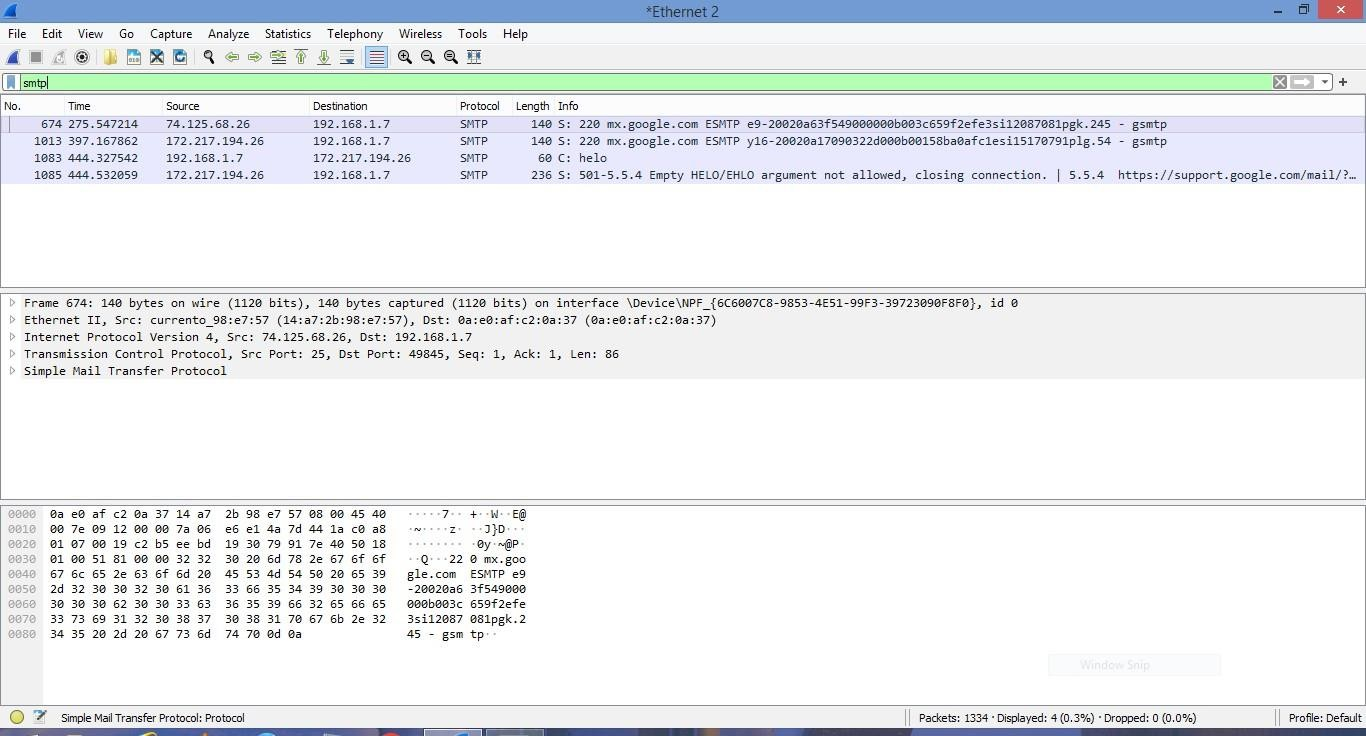 *Ethernet 2
File Edit View Go Capture Analyze Statistics Telephony Wireless Tools Help
smtp
No. Time Source Destination Protocol Length Info
674 275.547214 74.125.68.26 192.168.1.7 SMTP 140 S: 220 mx.google.com ESMTP e9-20020a63f549000000b003c659f2efe3si12087081pgk.245 - gsmtp
1013 397.167862 172.217.194.26 192.168.1.7 SMTP 140 S: 220 mx.google.com ESMTP y16-20020a17090322d000b00158ba0afc1esi15170791plg.54 - gsmtp
1083 444.327542 192.168.1.7 172.217.194.26 SMTP 60 C: helo
1085 444.532059 172.217.194.26 192.168.1.7 SMTP 236 S: 501-5.5.4 Empty HELO/EHLO argument not allowed, closing connection. | 5.5.4 https://support.google.com/mail/?…
Frame 674: 140 bytes on wire (1120 bits), 140 bytes captured (1120 bits) on interface \Device\NPF_{6C6007C8-9853-4E51-99F3-39723090F8F0}, id 0
Ethernet II, Src: currento_98:e7:57 (14:a7:2b:98:e7:57), Dst: 0a:e0:af:c2:0a:37 (0a:e0:af:c2:0a:37)
Internet Protocol Version 4, Src: 74.125.68.26, Dst: 192.168.1.7
Transmission Control Protocol, Src Port: 25, Dst Port: 49845, Seq: 1, Ack: 1, Len: 86
Simple Mail Transfer Protocol
0000 0a e0 af c2 0a 37 14 a7 2b 98 e7 57 08 00 45 40 ·····7·· +··W··E@
0010 00 7e 09 12 00 00 7a 06 e6 e1 4a 7d 44 1a c0 a8 ·~····z· ··J}D···
0020 01 07 00 19 c2 b5 ee bd 19 30 79 91 7e 40 50 18 ········ ·0y·~@P·
0030 01 00 51 81 00 00 32 32 30 20 6d 78 2e 67 6f 6f ··Q···22 0 mx.goo
0040 67 6c 65 2e 63 6f 6d 20 45 53 4d 54 50 20 65 39 gle.com ESMTP e9
0050 2d 32 30 30 32 30 61 36 33 66 35 34 39 30 30 30 -20020a6 3f549000
0060 30 30 30 62 30 30 33 63 36 35 39 66 32 65 66 65 000b003c 659f2efe
0070 33 73 69 31 32 30 38 37 30 38 31 70 67 6b 2e 32 3si12087 081pgk.2
0080 34 35 20 2d 20 67 73 6d 74 70 0d 0a 45 - gsm tp··
Window Snip
Simple Mail Transfer Protocol: Protocol
Packets: 1334 · Displayed: 4 (0.3%) · Dropped: 0 (0.0%)
Profile: Default